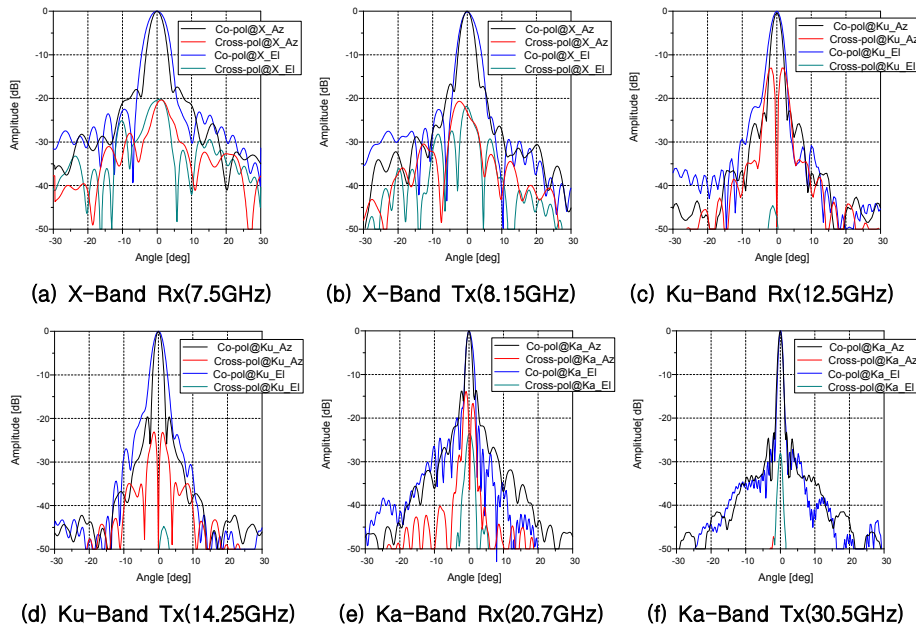 Co-pol@X_Az
Cross-pol@X_Az
Co-pol@X_El
Cross-pol@X_El
Amplitude [dB]
0
-10
-20
-30
-40
-50
-30 -20 -10 0 10 20 30
Angle [deg]
(a) X-Band Rx(7.5GHz)
Co-pol@X_Az
Cross-pol@X_Az
Co-pol@X_El
Cross-pol@X_El
Amplitude [dB]
0
-10
-20
-30
-40
-50
-30 -20 -10 0 10 20 30
Angle [deg]
(b) X-Band Tx(8.15GHz)
Co-pol@Ku_Az
Cross-pol@Ku_Az
Co-pol@Ku_El
Cross-pol@Ku_El
Amplitude [dB]
0
-10
-20
-30
-40
-50
-30 -20 -10 0 10 20 30
Angle [deg]
(c) Ku-Band Rx(12.5GHz)
Co-pol@Ku_Az
Cross-pol@Ku_Az
Co-pol@Ku_El
Cross-pol@Ku_El
Amplitude [dB]
0
-10
-20
-30
-40
-50
-30 -20 -10 0 10 20 30
Angle [deg]
(d) Ku-Band Tx(14.25GHz)
Co-pol@Ka_Az
Cross-pol@Ka_Az
Co-pol@Ka_El
Cross-pol@Ka_El
Amplitude [dB]
0
-10
-20
-30
-40
-50
-30 -20 -10 0 10 20 30
Angle [deg]
(e) Ka-Band Rx(20.7GHz)
Co-pol@Ka_Az
Cross-pol@Ka_Az
Co-pol@Ka_El
Cross-pol@Ka_El
Amplitude[ dB]
0
-10
-20
-30
-40
-50
-30 -20 -10 0 10 20 30
Angle [deg]
(f) Ka-Band Tx(30.5GHz)